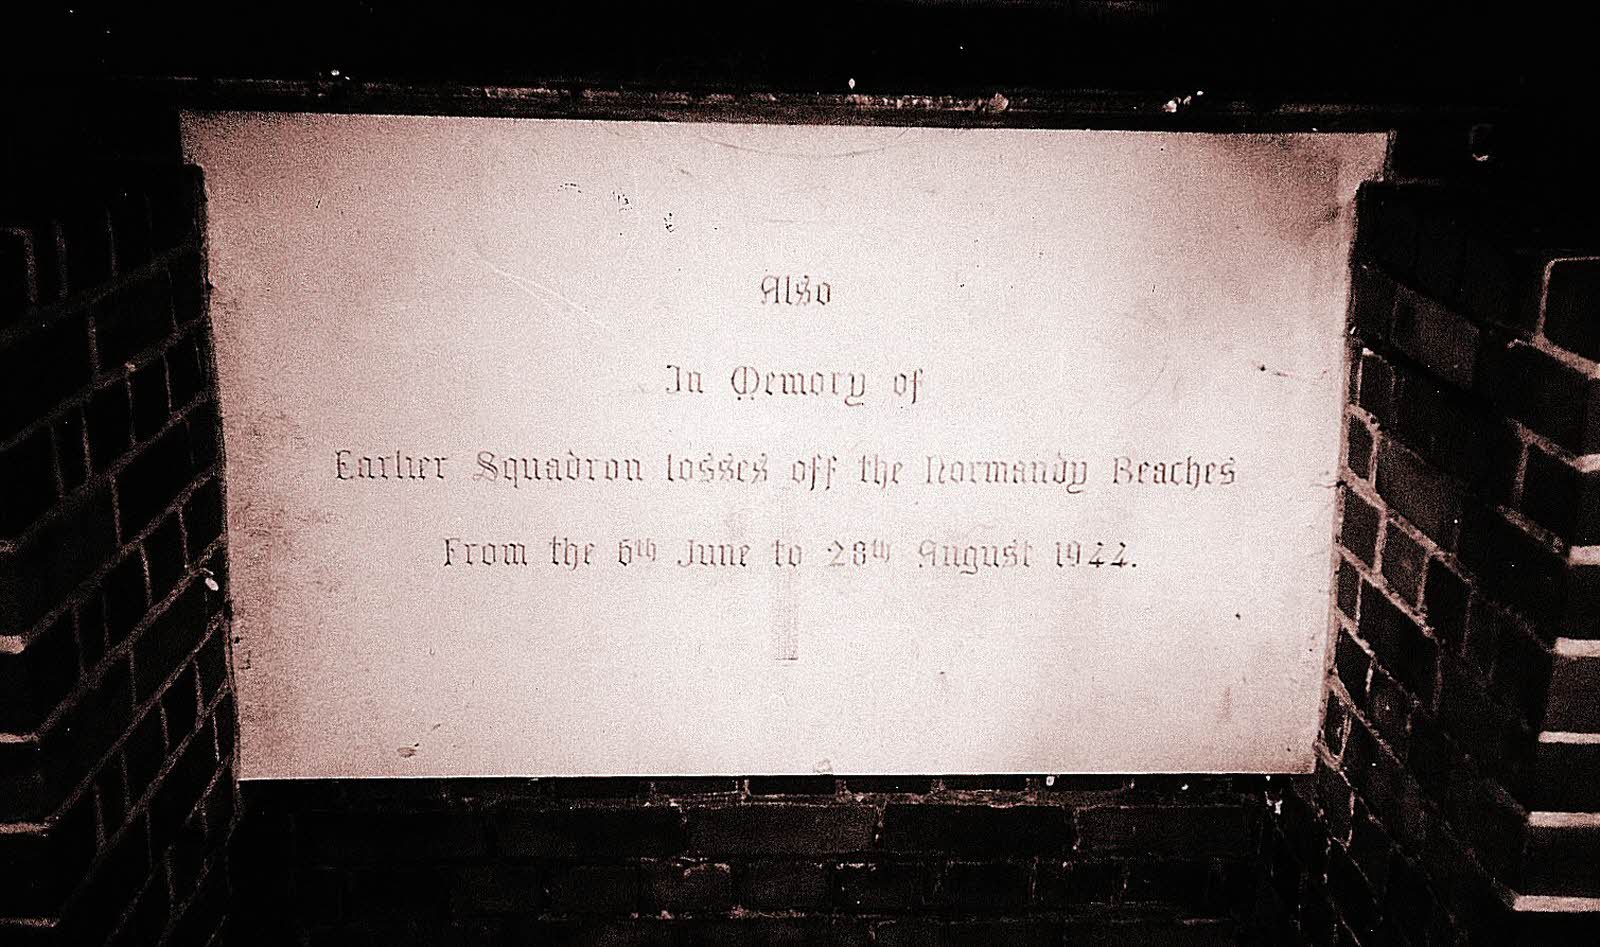 Also
In Memory of
Earlier Squadron losses off the Normandy Beaches
From the 6th June to 28th August 1944.